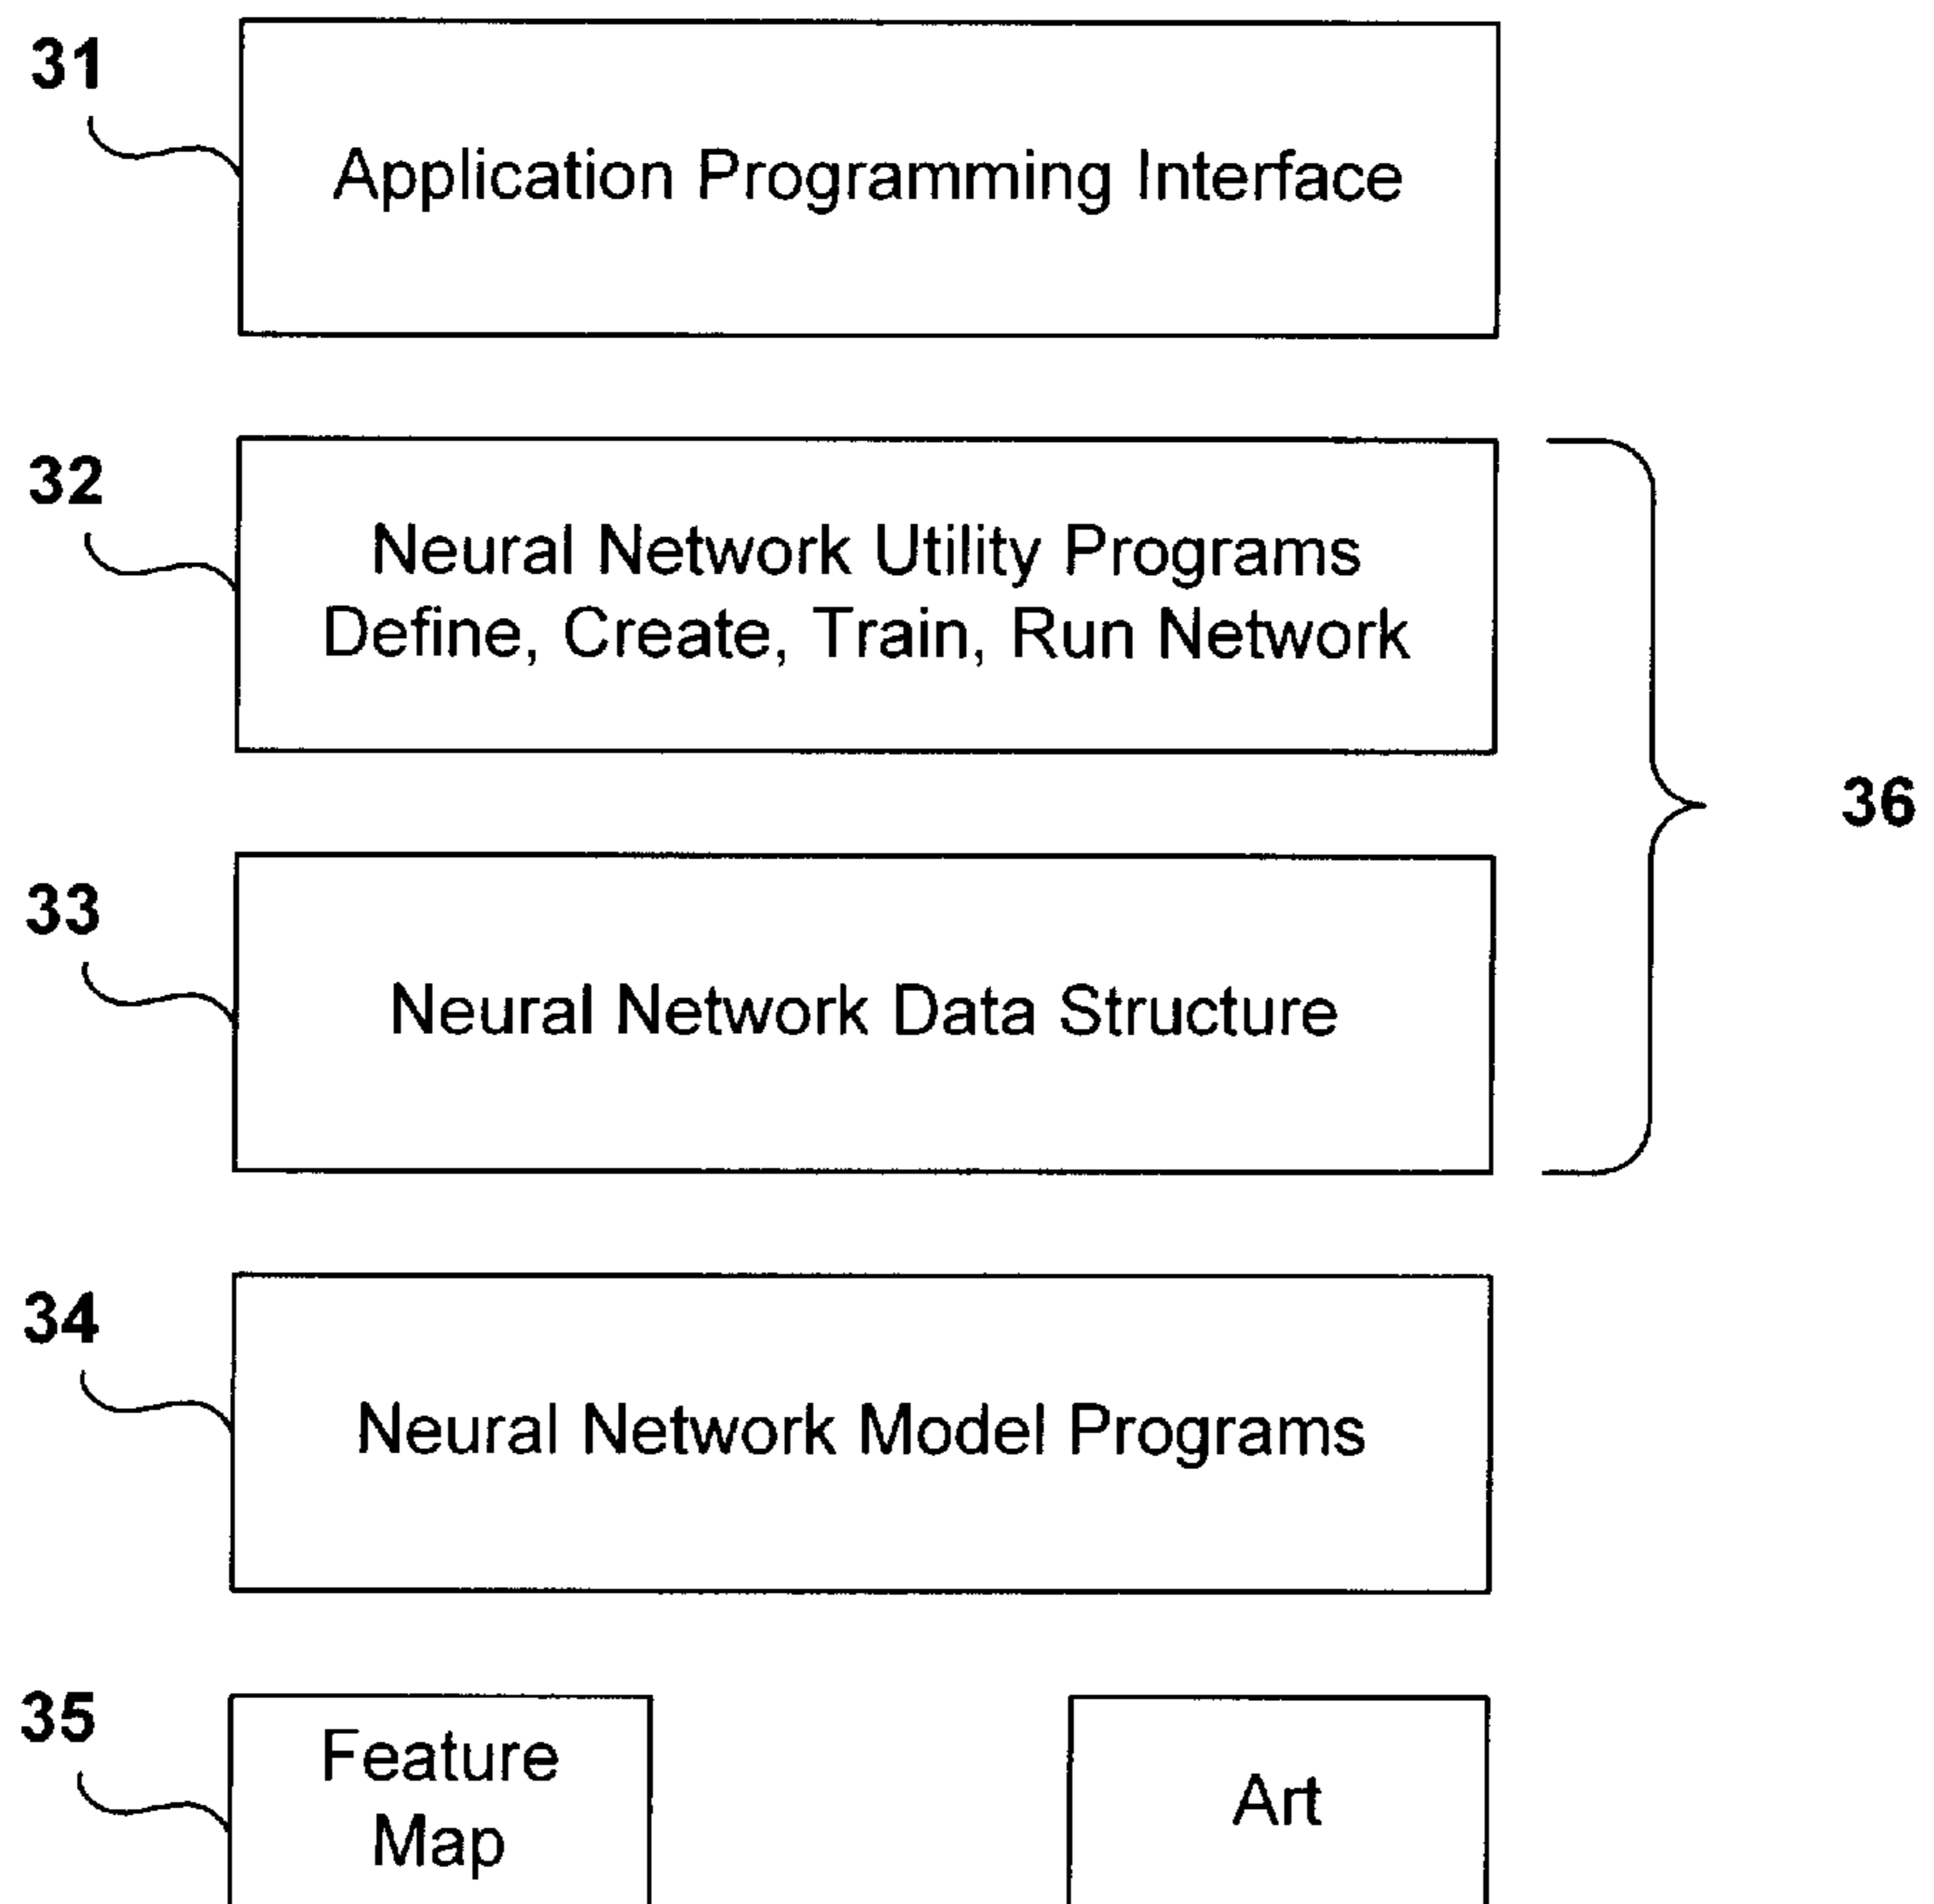 31
Application Programming Interface
32
Neural Network Utility Programs
Define, Create, Train, Run Network
36
33
Neural Network Data Structure
34
Neural Network Model Programs
35
Feature
Map
Art